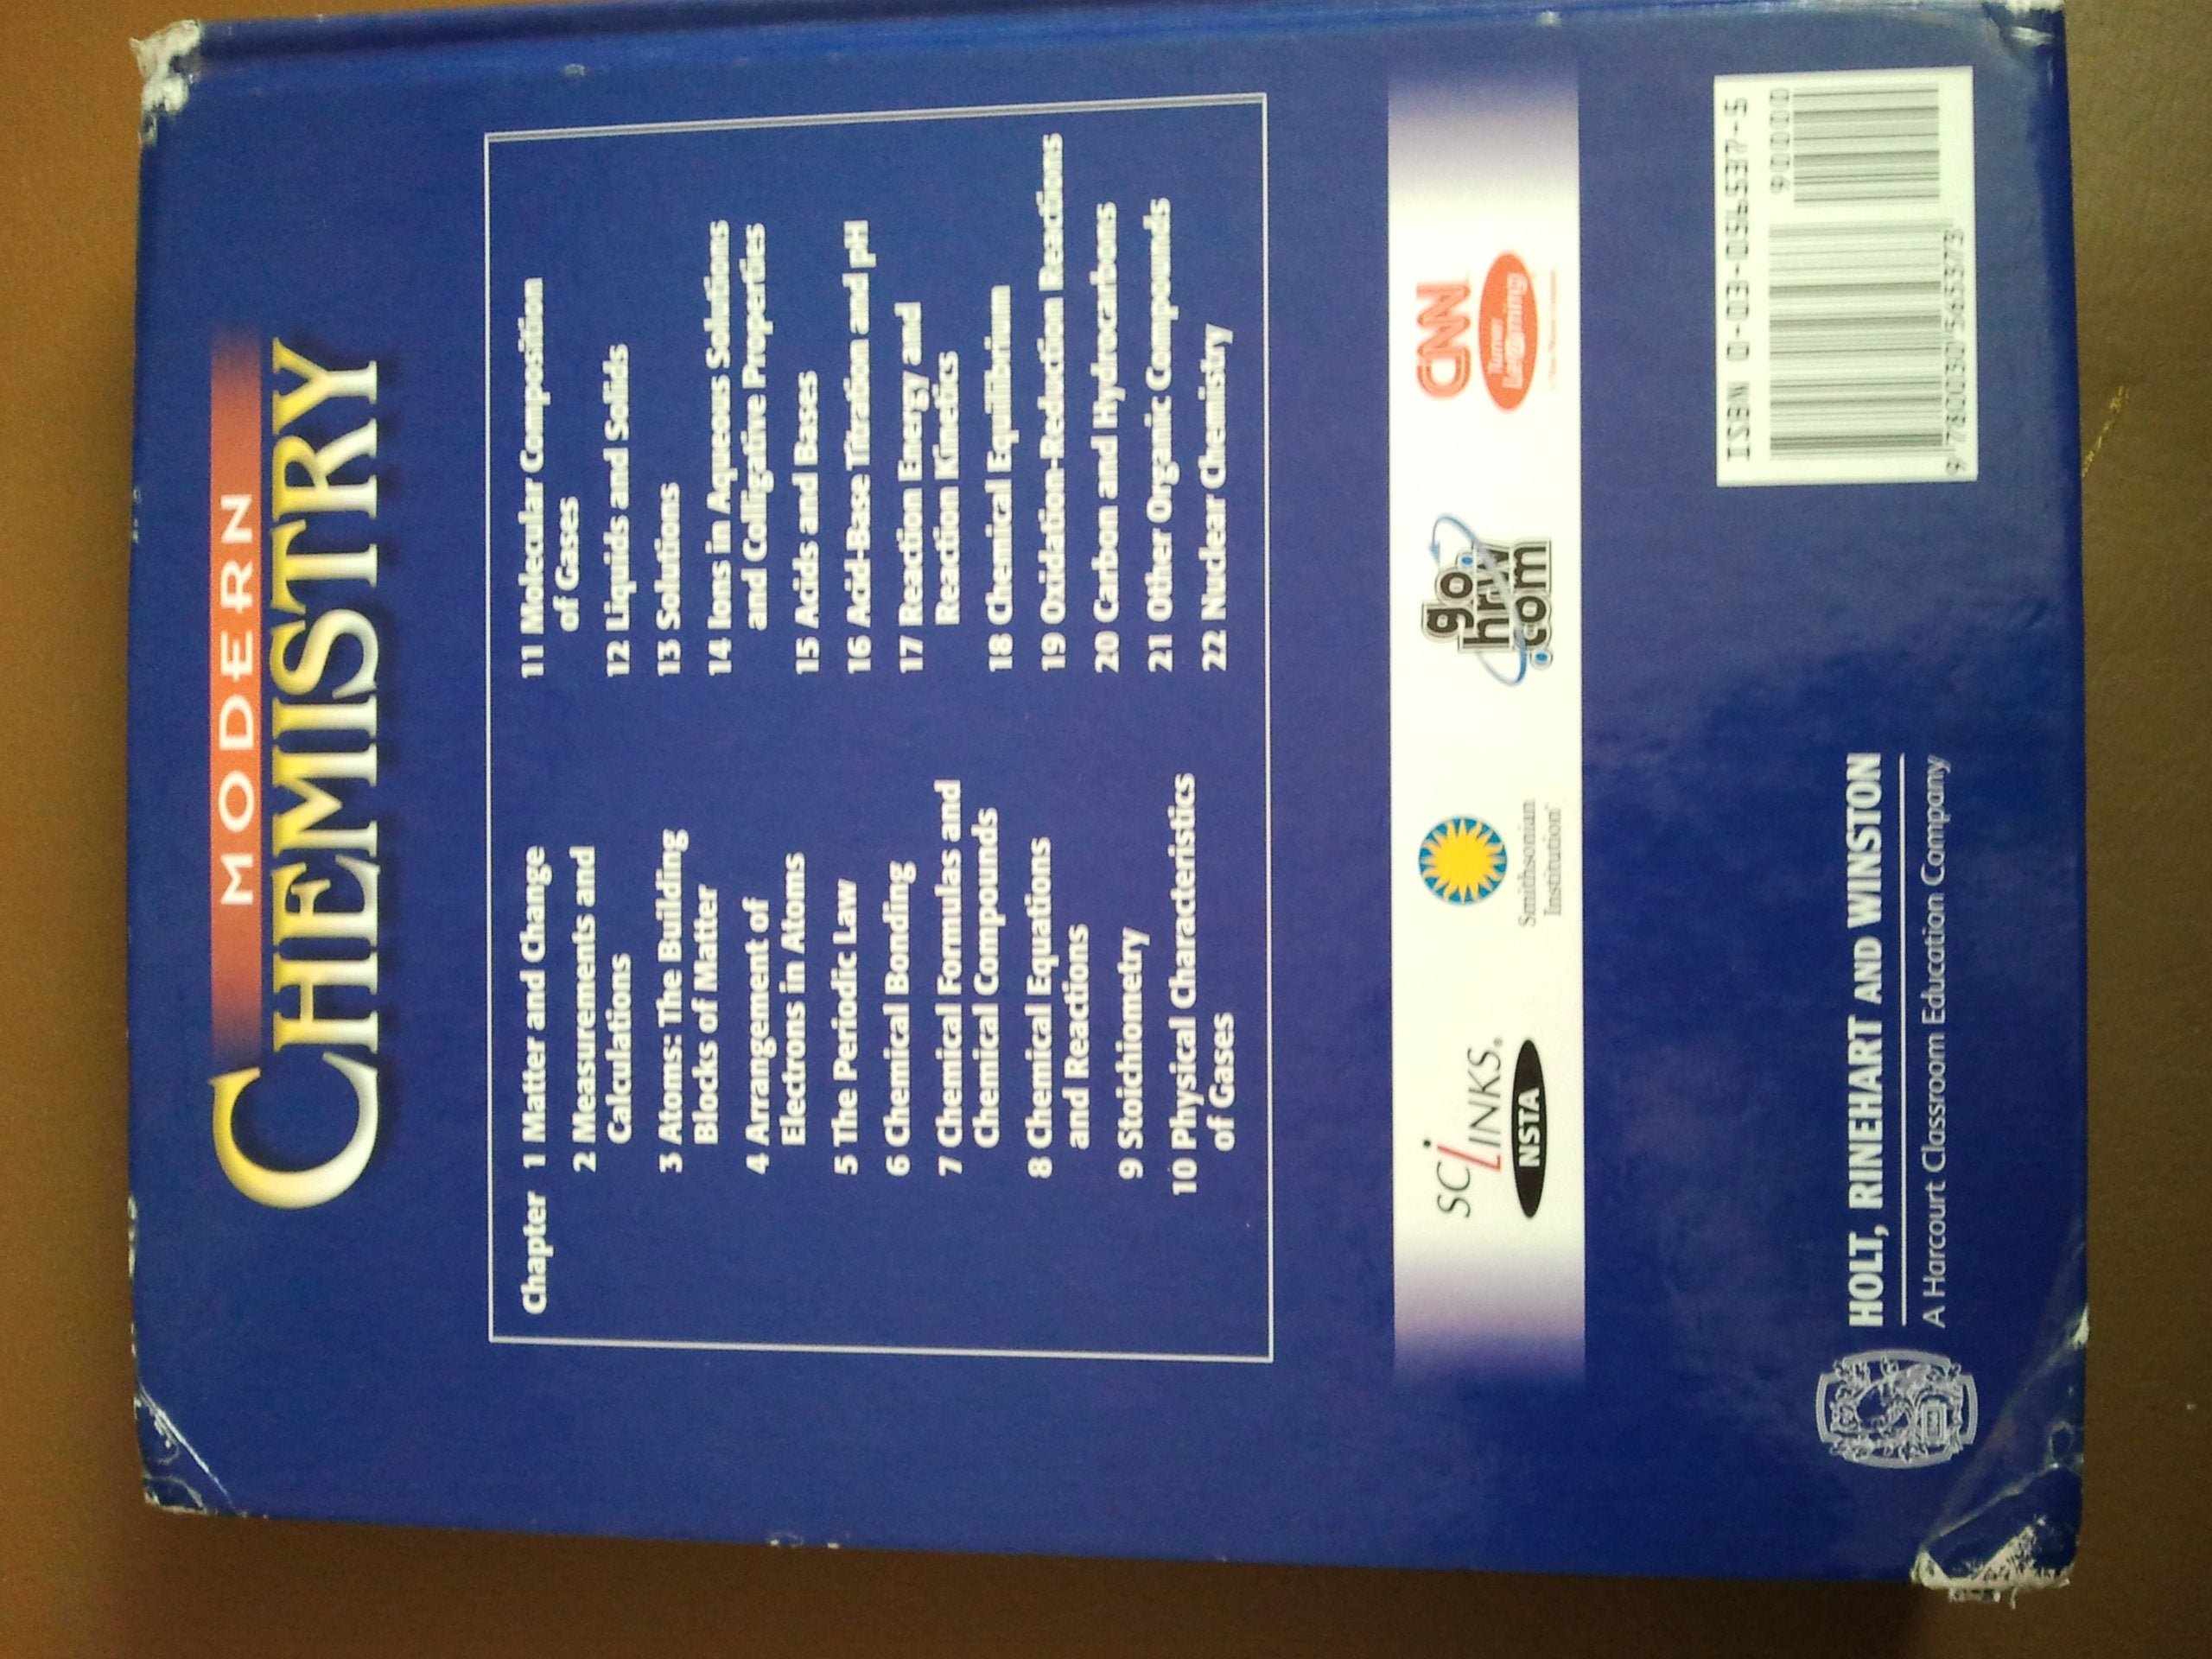 MODERN
CHEMISTRY
Chapter 1 Matter and Change
2 Measurements and
Calculations
3 Atoms: The Building
Blocks of Matter
4 Arrangement of
Electrons in Atoms
5 The Periodic Law
6 Chemical Bonding
7 Chemical Formulas and
Chemical Compounds
8 Chemical Equations
and Reactions
9 Stoichiometry
10 Physical Characteristics
of Gases
11 Molecular Composition
of Gases
12 Liquids and Solids
13 Solutions
14 Ions in Aqueous Solutions
and Colligative Properties
15 Acids and Bases
16 Acid-Base Titration and pH
17 Reaction Energy and
Reaction Kinetics
18 Chemical Equilibrium
19 Oxidation-Reduction Reactions
20 Carbon and Hydrocarbons
21 Other Organic Compounds
22 Nuclear Chemistry
SCiLINKS®
NSTA
Smithsonian
Institution
go
hrw
.com
CNN
Turner
Learning
HOLT, RINEHART AND WINSTON
A Harcourt Classroom Education Company
ISBN 0-03-056537-5
90000
9 780030 565373